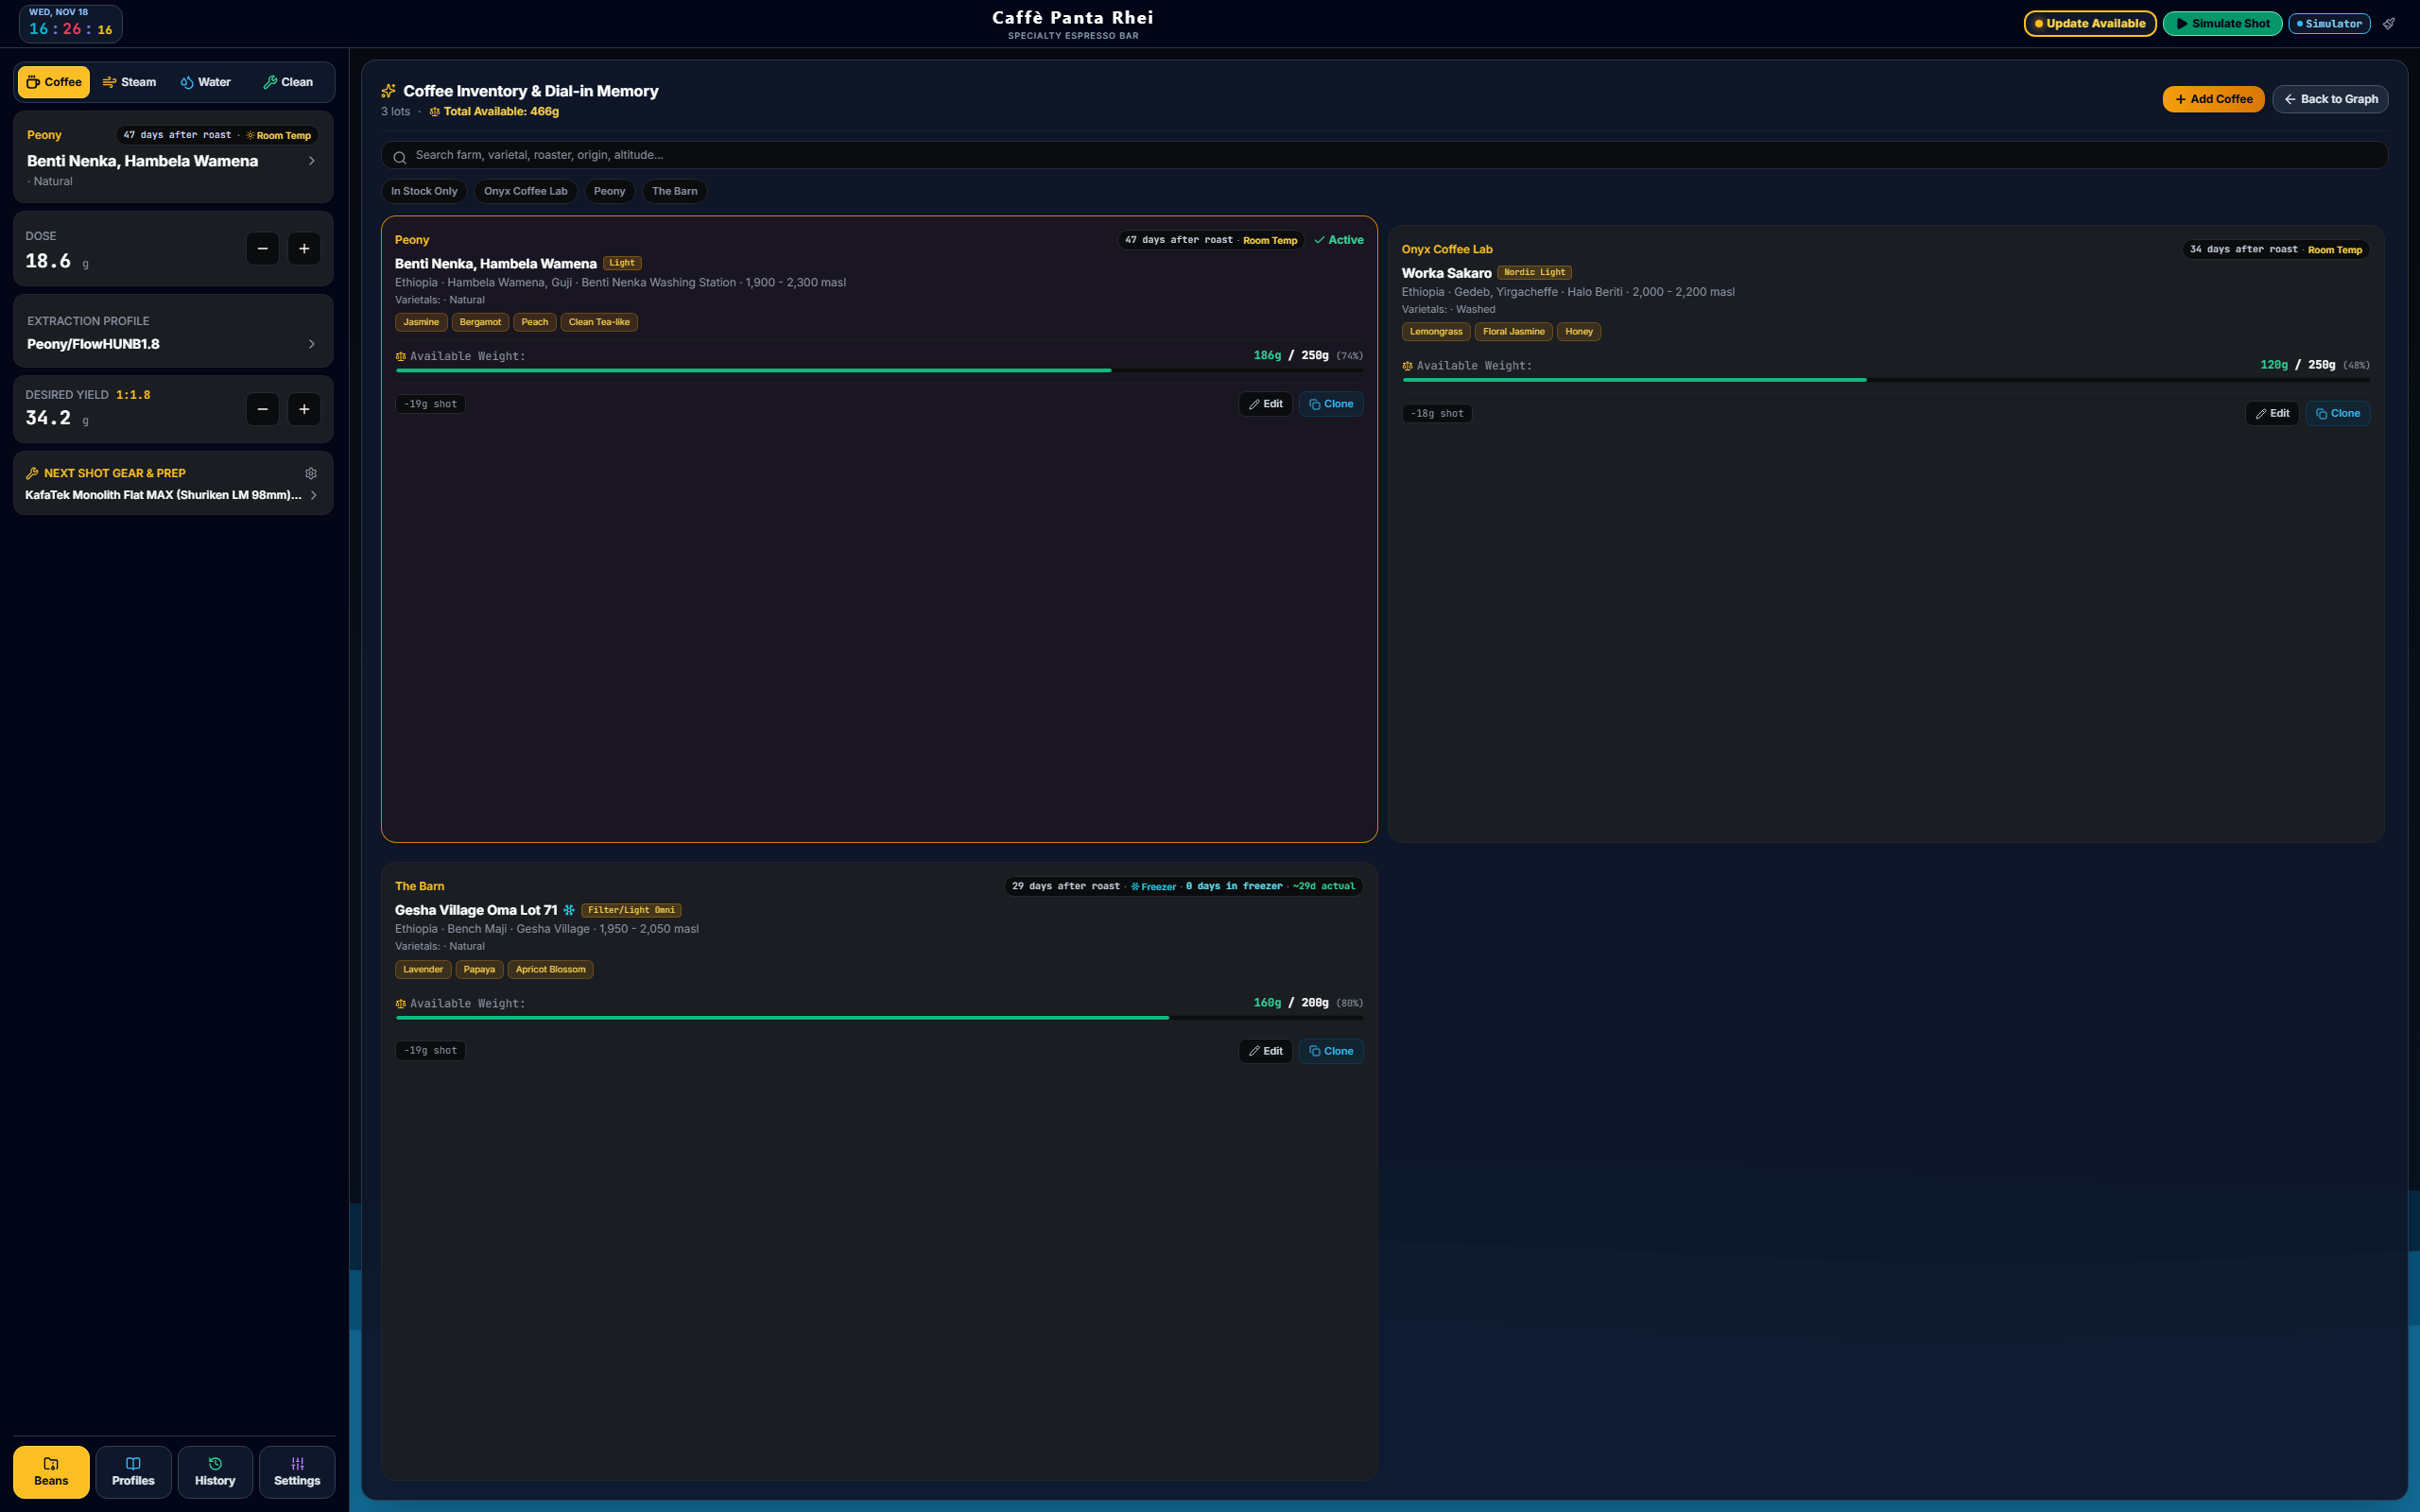 WED, NOV 18
16 : 26 : 16
Caffè Panta Rhei
SPECIALTY ESPRESSO BAR
Update Available
Simulate Shot
Simulator
Coffee
Steam
Water
Clean
Peony
47 days after roast · Room Temp
Benti Nenka, Hambela Wamena
· Natural
DOSE
18.6 g
EXTRACTION PROFILE
Peony/FlowHUNB1.8
DESIRED YIELD 1:1.8
34.2 g
NEXT SHOT GEAR & PREP
KafaTek Monolith Flat MAX (Shuriken LM 98mm)...
Beans
Profiles
History
Settings
Coffee Inventory & Dial-in Memory
3 lots · Total Available: 466g
Add Coffee
Back to Graph
Search farm, varietal, roaster, origin, altitude...
In Stock Only
Onyx Coffee Lab
Peony
The Barn
Peony
47 days after roast · Room Temp
Active
Benti Nenka, Hambela Wamena Light
Ethiopia · Hambela Wamena, Guji · Benti Nenka Washing Station · 1,900 - 2,300 masl
Varietals: · Natural
Jasmine
Bergamot
Peach
Clean Tea-like
Available Weight: 186g / 250g (74%)
-19g shot
Edit
Clone
Onyx Coffee Lab
34 days after roast · Room Temp
Worka Sakaro Nordic Light
Ethiopia · Gedeb, Yirgacheffe · Halo Beriti · 2,000 - 2,200 masl
Varietals: · Washed
Lemongrass
Floral Jasmine
Honey
Available Weight: 120g / 250g (48%)
-18g shot
Edit
Clone
The Barn
29 days after roast · Freezer · 0 days in freezer · ~29d actual
Gesha Village Oma Lot 71 Filter/Light Omni
Ethiopia · Bench Maji · Gesha Village · 1,950 - 2,050 masl
Varietals: · Natural
Lavender
Papaya
Apricot Blossom
Available Weight: 160g / 200g (80%)
-19g shot
Edit
Clone